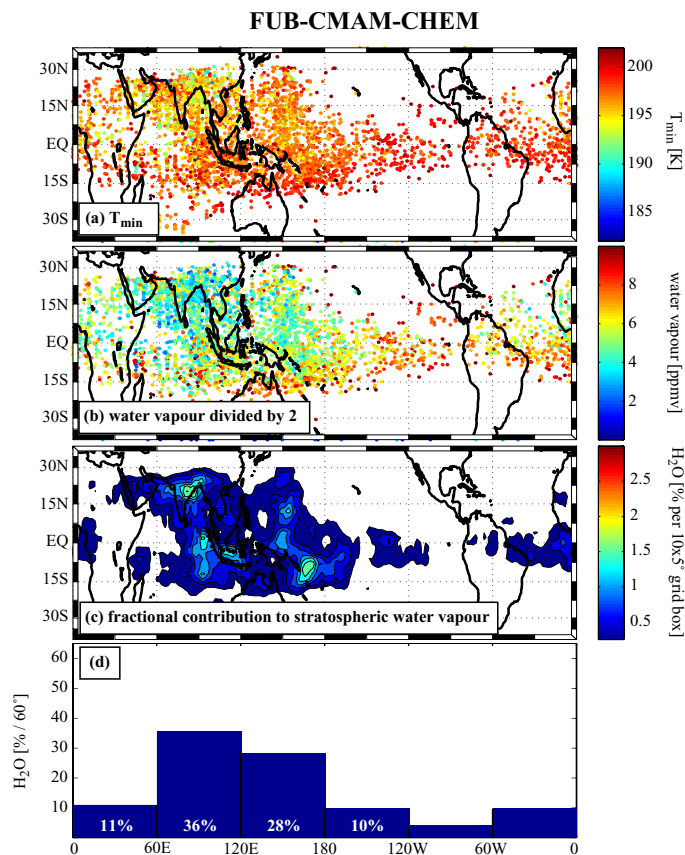 FUB-CMAM-CHEM
30N
15N
EQ
15S
30S
(a) Tmin
200
195
190
185
Tmin [K]
30N
15N
EQ
15S
30S
(b) water vapour divided by 2
8
6
4
2
water vapour [ppmv]
30N
15N
EQ
15S
30S
(c) fractional contribution to stratospheric water vapour
2.5
2
1.5
1
0.5
H2O [% per 10x5° grid box]
(d)
60
50
40
30
20
10
H2O [% / 60°]
11% 36% 28% 10%
0 60E 120E 180 120W 60W 0